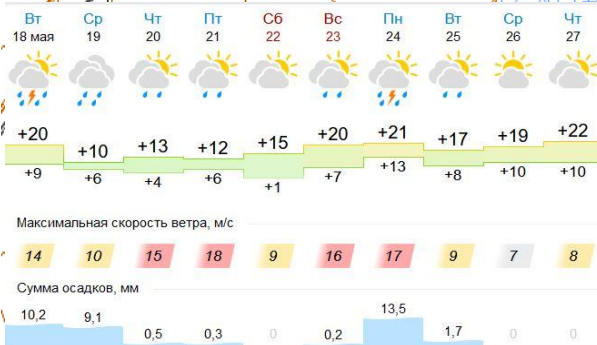 Вт Ср Чт Пт Сб Вс Пн Вт Ср Чт
18 мая 19 20 21 22 23 24 25 26 27
+20 +10 +13 +12 +15 +20 +21 +17 +19 +22
+9 +6 +4 +6 +1 +7 +13 +8 +10 +10
Максимальная скорость ветра, м/с
14 10 15 18 9 16 17 9 7 8
Сумма осадков, мм
10,2 9,1 0,5 0,3 0 0,2 13,5 1,7 0 0